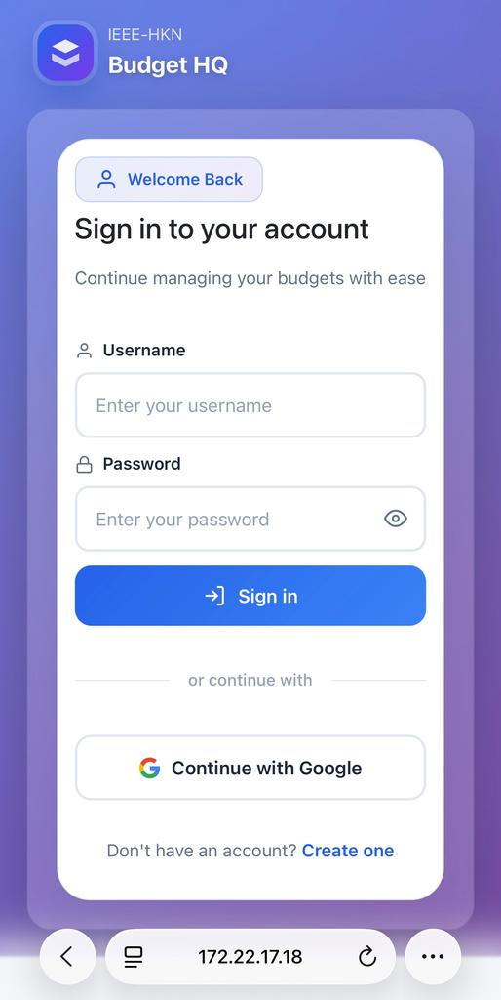 IEEE-HKN
Budget HQ
Welcome Back
Sign in to your account
Continue managing your budgets with ease
Username
Enter your username
Password
Enter your password
Sign in
or continue with
Continue with Google
Don't have an account? Create one
172.22.17.18